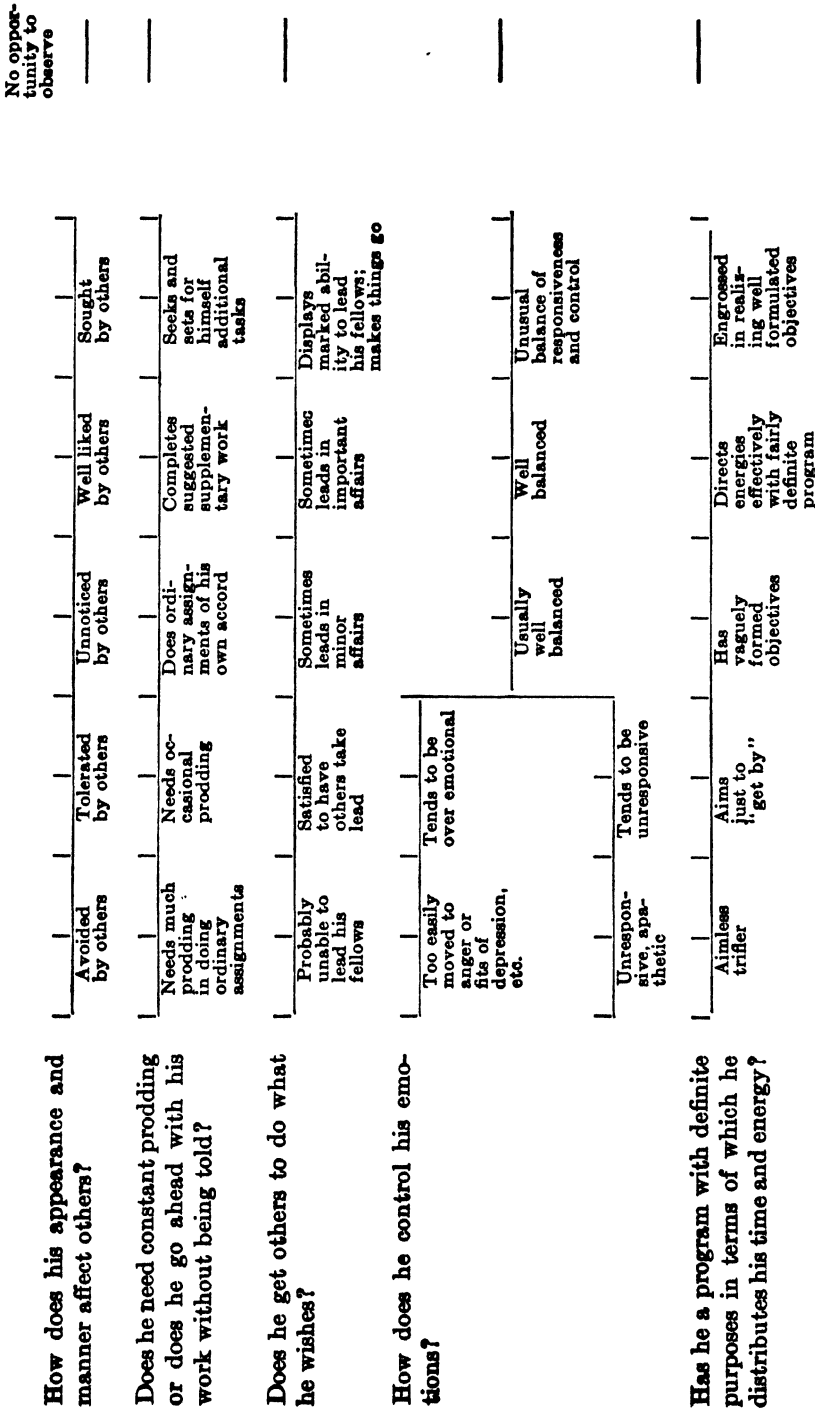 No oppor-
tunity to
observe
How does his appearance and
manner affect others?
Avoided
by others
Tolerated
by others
Unnoticed
by others
Well liked
by others
Sought
by others
Does he need constant prodding
or does he go ahead with his
work without being told?
Needs much
prodding
in doing
ordinary
assignments
Needs oc-
casional
prodding
Does ordi-
nary assign-
ments of his
own accord
Completes
suggested
supplemen-
tary work
Seeks and
sets for
himself
additional
tasks
Does he get others to do what
he wishes?
Probably
unable to
lead his
fellows
Satisfied
to have
others take
lead
Sometimes
leads in
minor
affairs
Sometimes
leads in
important
affairs
Displays
marked abil-
ity to lead
his fellows;
makes things go
How does he control his emo-
tions?
Too easily
moved to
anger or
fits of
depression,
etc.
Tends to be
over emotional
Unrespon-
sive, apa-
thetic
Tends to be
unresponsive
Usually
well
balanced
Well
balanced
Unusual
balance of
responsiveness
and control
Has he a program with definite
purposes in terms of which he
distributes his time and energy?
Aimless
trifler
Aims
just to
"get by"
Has
vaguely
formed
objectives
Directs
energies
effectively
with fairly
definite
program
Engrossed
in realiz-
ing well
formulated
objectives